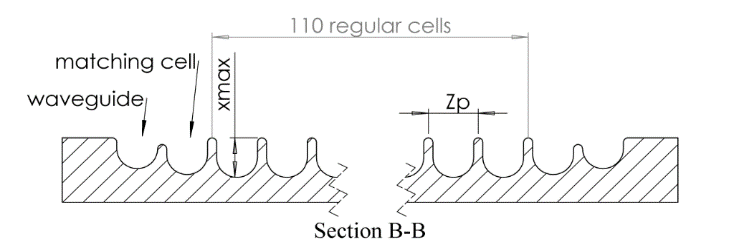 110 regular cells
matching cell
waveguide
xmax
Zp
Section B-B